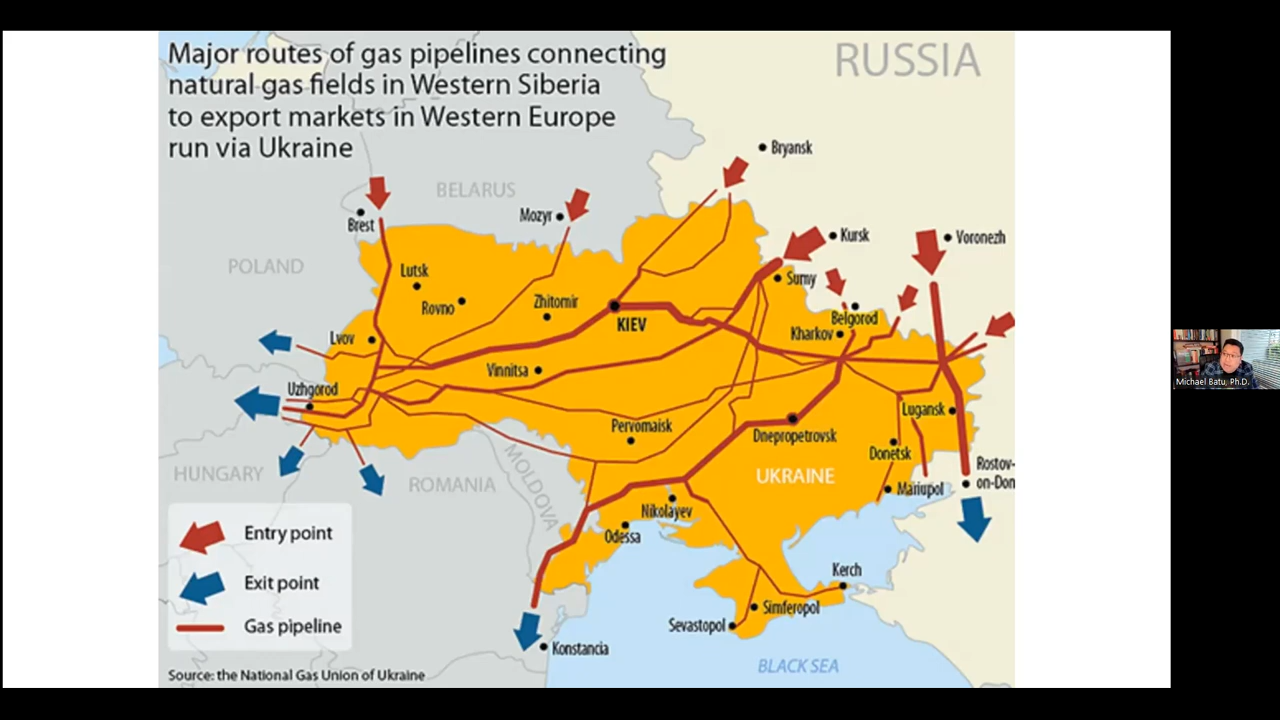 Major routes of gas pipelines connecting
natural gas fields in Western Siberia
to export markets in Western Europe
run via Ukraine
RUSSIA
Bryansk
BELARUS
Mozyr
Brest
Kursk
Voronezh
POLAND
Lutsk
Rovno
Zhitomir
KIEV
Sumy
Belgorod
Kharkov
Lvov
Vinnitsa
Uzhgorod
Lugansk
Pervomaisk
Dnepropetrovsk
Donetsk
HUNGARY
ROMANIA
MOLDOVA
UKRAINE
Rostov-
on-Don
Mariupol
Nikolayev
Odessa
Entry point
Exit point
Gas pipeline
Kerch
Simferopol
Sevastopol
Konstancia
BLACK SEA
Source: the National Gas Union of Ukraine
Michael Batu, Ph.D.